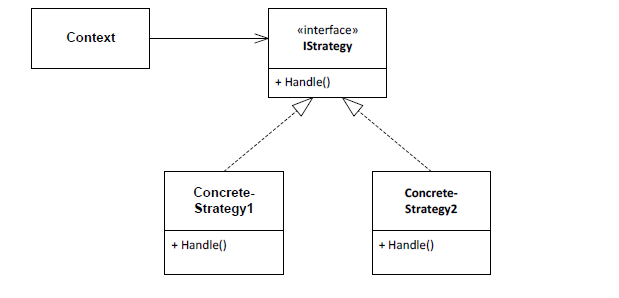 Context
«interface»
IStrategy
+ Handle()
Concrete-
Strategy1
+ Handle()
Concrete-
Strategy2
+ Handle()